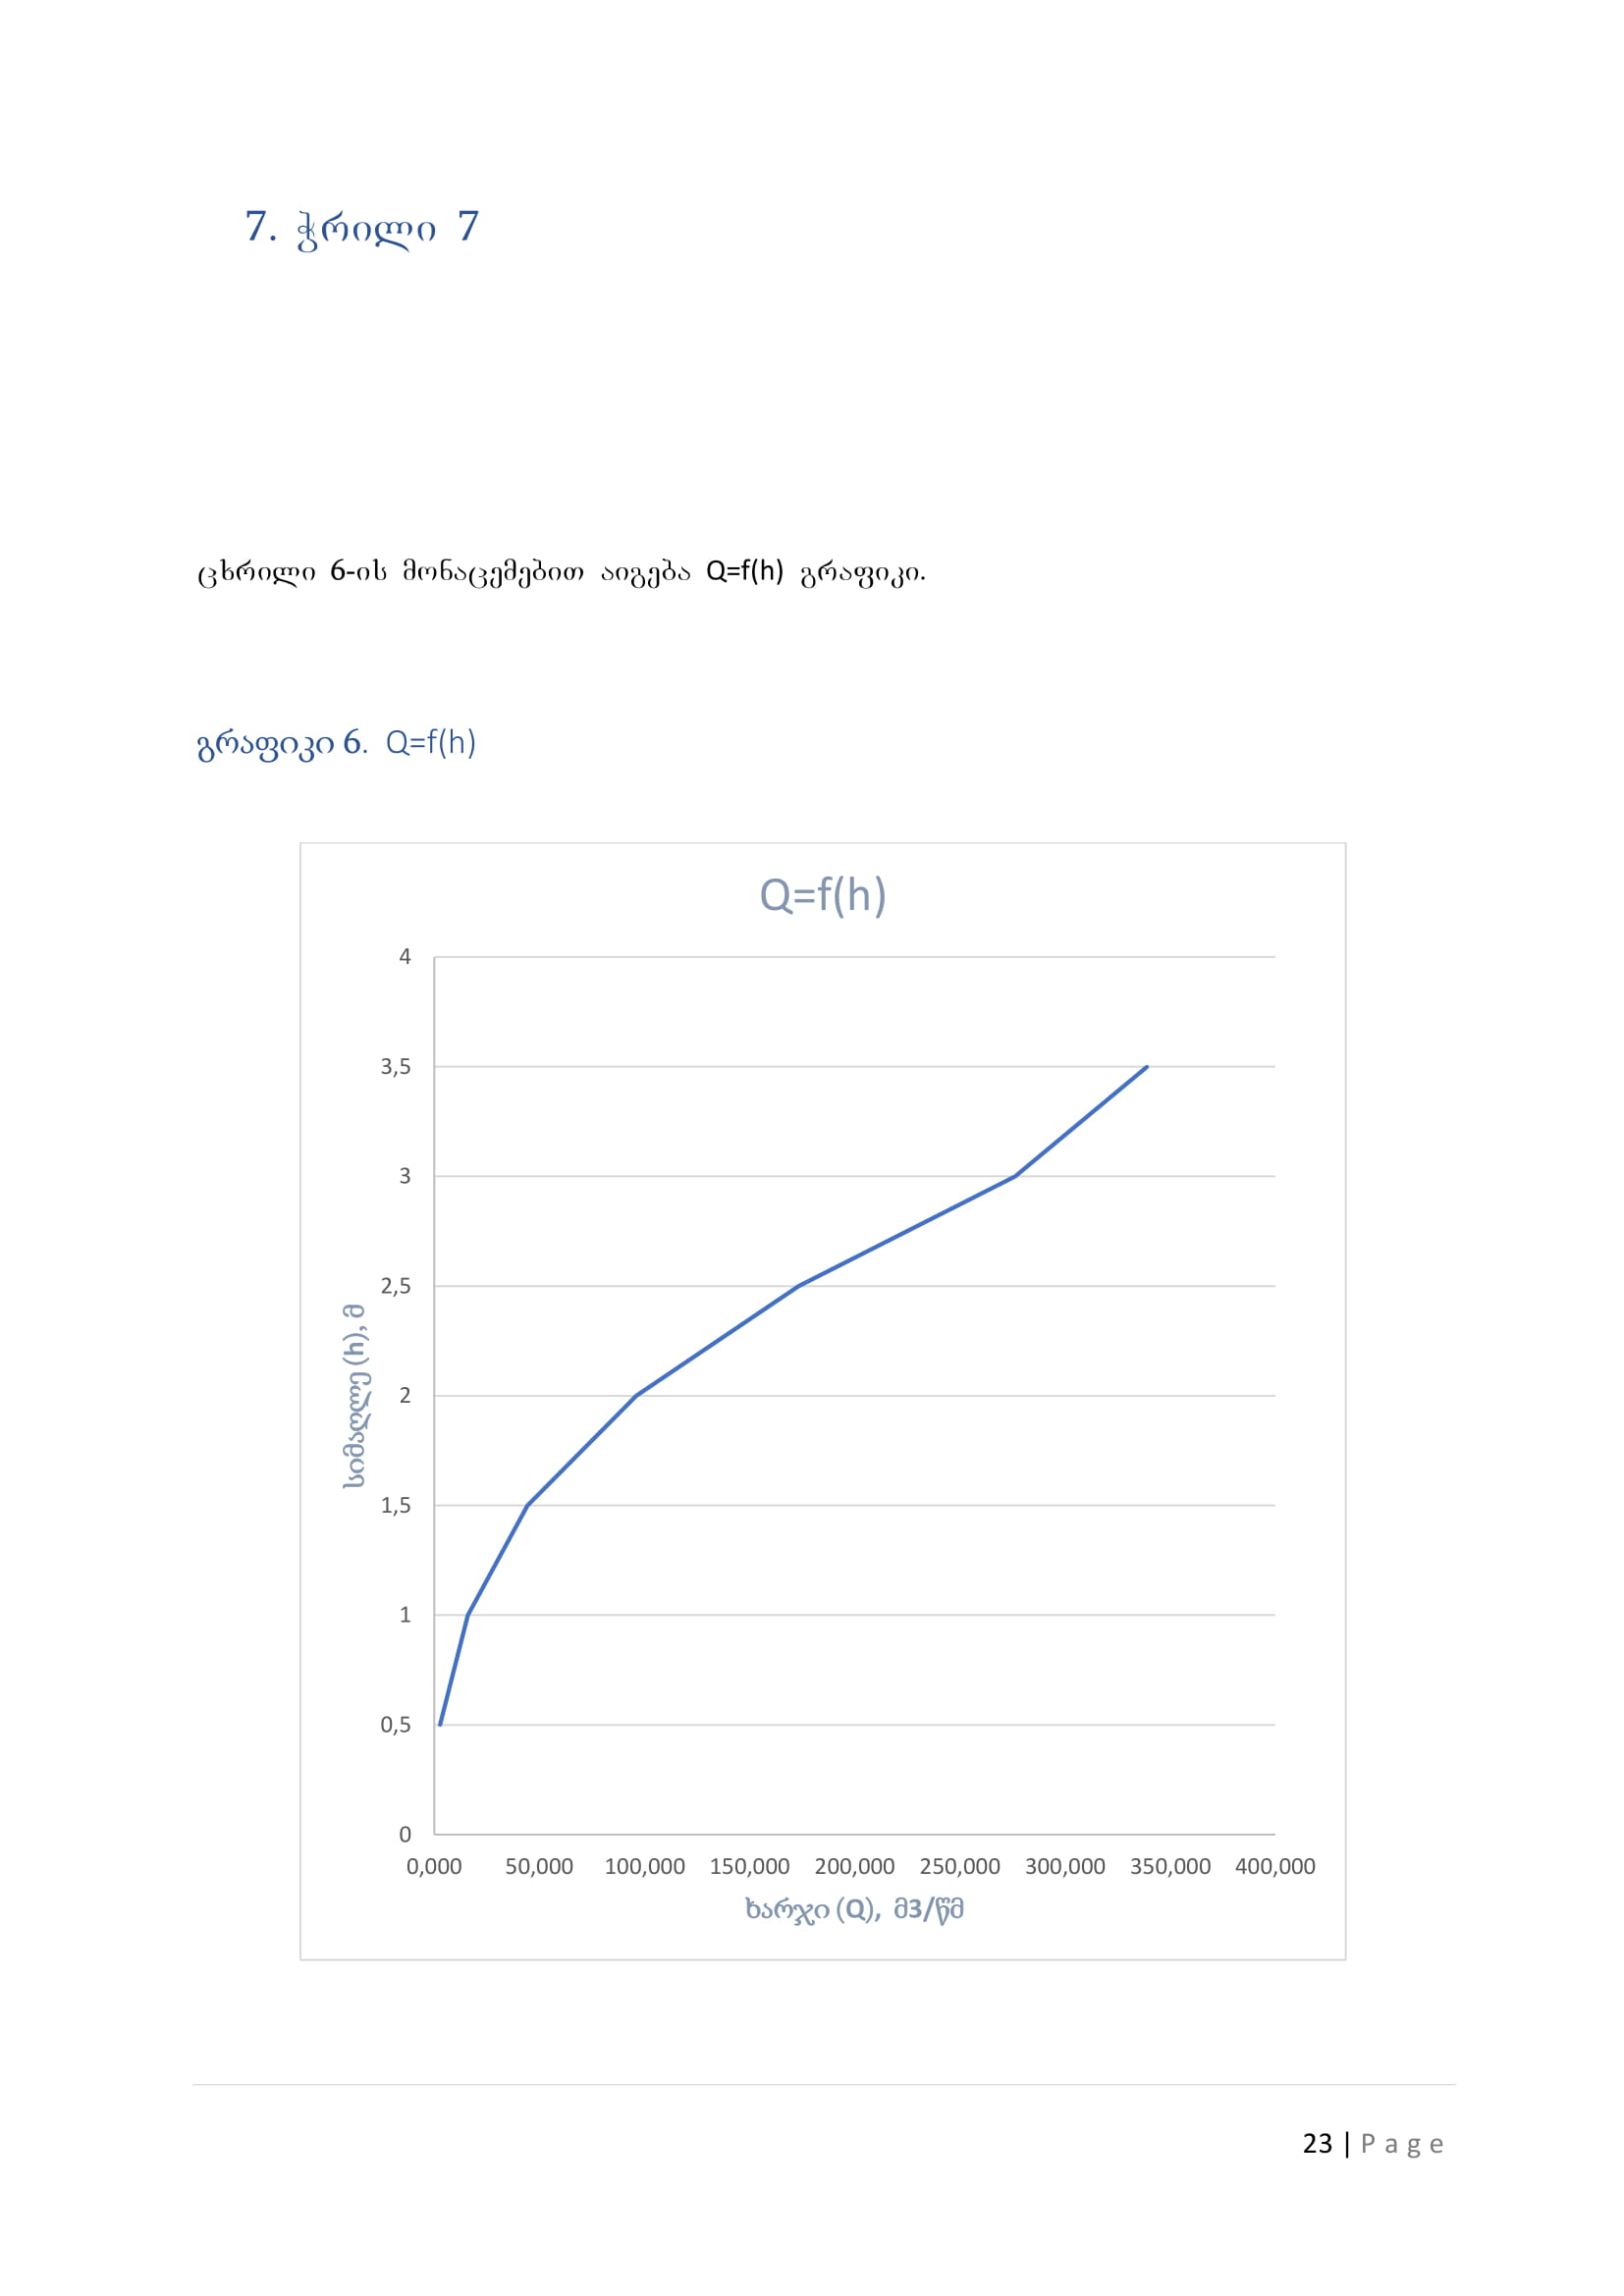 7. ჭრილი 7
ცხრილი 6-ის მონაცემებით აიგება Q=f(h) გრაფიკი.
გრაფიკი 6. Q=f(h)
Q=f(h)
4
3,5
3
2,5
2
1,5
1
0,5
0
სიმაღლე (h), მ
0,000 50,000 100,000 150,000 200,000 250,000 300,000 350,000 400,000
ხარჯი (Q), მ3/წმ
23 | Page